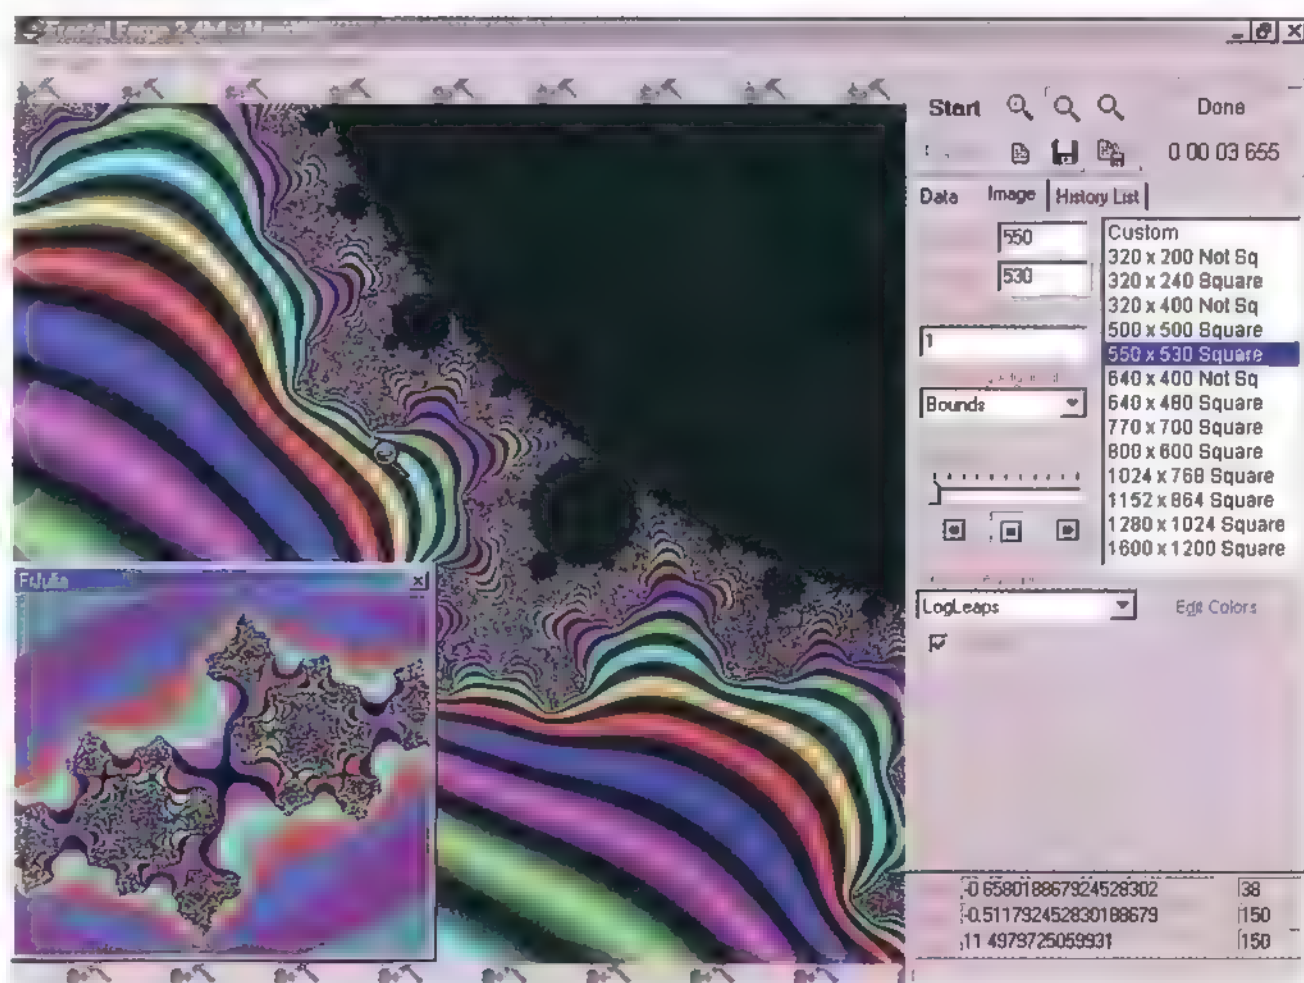 Start
Done
0 00 03 655
Data Image History List
550
530
1
Bounds
Custom
320 x 200 Not Sq
320 x 240 Square
320 x 400 Not Sq
500 x 500 Square
550 x 530 Square
640 x 400 Not Sq
640 x 480 Square
770 x 700 Square
800 x 600 Square
1024 x 768 Square
1152 x 864 Square
1280 x 1024 Square
1600 x 1200 Square
LogLeaps
Edit Colors
-0 658018867924528302 38
-0.511792452830188679 150
11 4979725059931 150